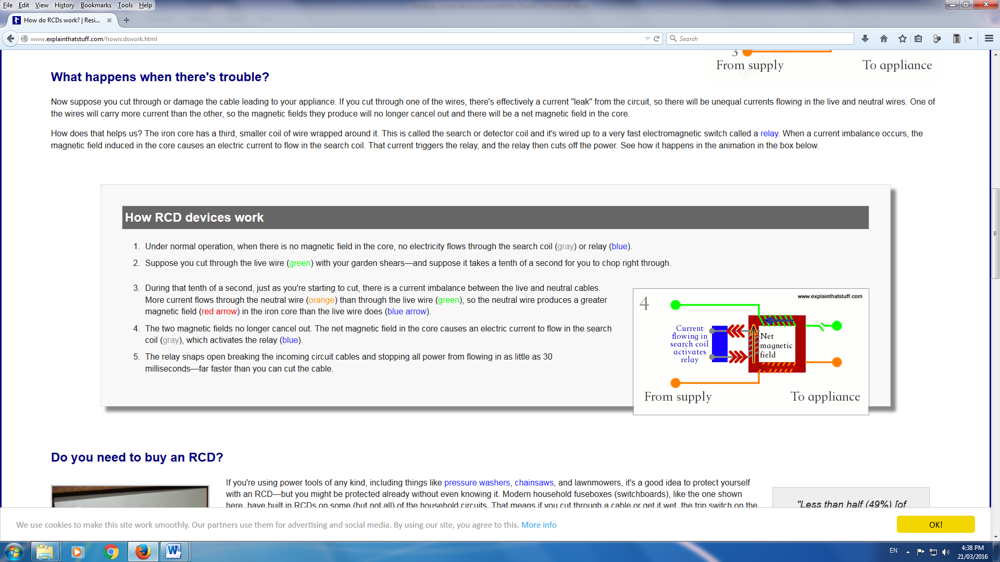 File Edit View History Bookmarks Tools Help
How do RCDs work? | Resi...
www.explainthatstuff.com/howrcdswork.html
Search
3
From supply To appliance
What happens when there's trouble?
Now suppose you cut through or damage the cable leading to your appliance. If you cut through one of the wires, there's effectively a current "leak" from the circuit, so there will be unequal currents flowing in the live and neutral wires. One of
the wires will carry more current than the other, so the magnetic fields they produce will no longer cancel out and there will be a net magnetic field in the core.
How does that helps us? The iron core has a third, smaller coil of wire wrapped around it. This is called the search or detector coil and it's wired up to a very fast electromagnetic switch called a relay. When a current imbalance occurs, the
magnetic field induced in the core causes an electric current to flow in the search coil. That current triggers the relay, and the relay then cuts off the power. See how it happens in the animation in the box below.
How RCD devices work
1. Under normal operation, when there is no magnetic field in the core, no electricity flows through the search coil (gray) or relay (blue).
2. Suppose you cut through the live wire (green) with your garden shears—and suppose it takes a tenth of a second for you to chop right through.
3. During that tenth of a second, just as you're starting to cut, there is a current imbalance between the live and neutral cables.
More current flows through the neutral wire (orange) than through the live wire (green), so the neutral wire produces a greater
magnetic field (red arrow) in the iron core than the live wire does (blue arrow).
4. The two magnetic fields no longer cancel out. The net magnetic field in the core causes an electric current to flow in the search
coil (gray), which activates the relay (blue).
5. The relay snaps open breaking the incoming circuit cables and stopping all power from flowing in as little as 30
milliseconds—far faster than you can cut the cable.
www.explainthatstuff.com
4
Current
flowing in
search coil
activates
relay
Net
magnetic
field
From supply To appliance
Do you need to buy an RCD?
If you're using power tools of any kind, including things like pressure washers, chainsaws, and lawnmowers, it's a good idea to protect yourself
with an RCD—but you might be protected already without even knowing it. Modern household fuseboxes (switchboards), like the one shown
here, have built in RCDs on some (but not all) of the household circuits. That means if you cut through a cable or get it wet, the trip switch on the
"Less than half (49%) [of
We use cookies to make this site work smoothly. Our partners use them for advertising and social media. By using our site, you agree to this. More info
OK!
EN
4:38 PM
21/03/2016